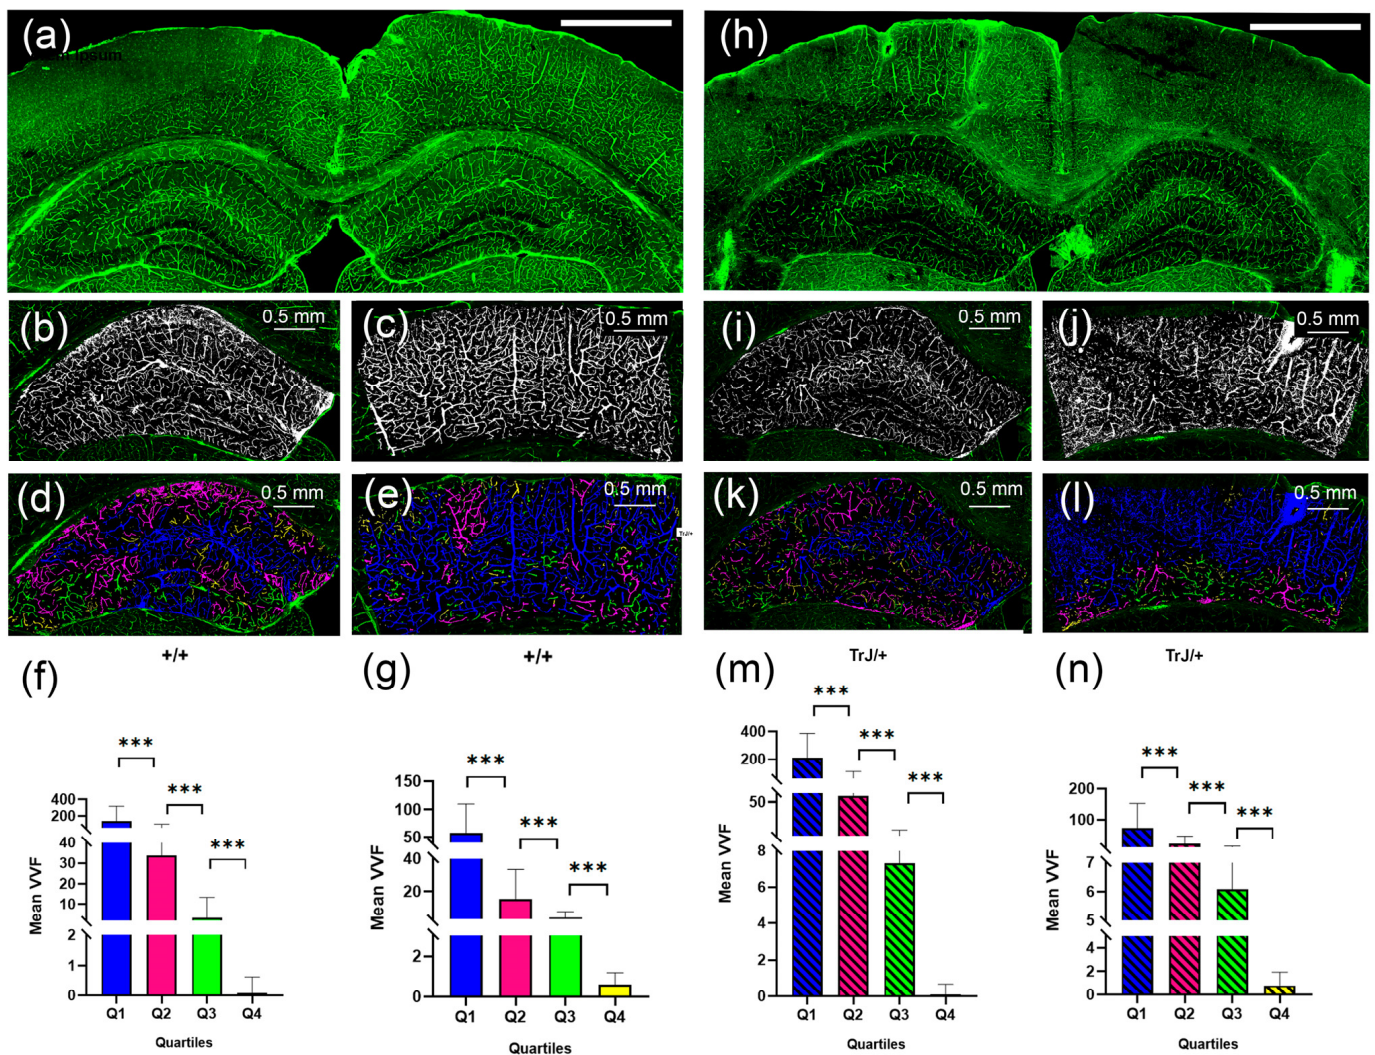 (a)
(h)
(b)
0.5 mm
(c)
0.5 mm
(i)
0.5 mm
(j)
0.5 mm
(d)
0.5 mm
(e)
0.5 mm
TrJ/+
(k)
0.5 mm
(l)
0.5 mm
+/+
+/+
TrJ/+
TrJ/+
(f)
***
***
***
Mean VVF
400
200
40
30
20
10
2
1
0
Q1 Q2 Q3 Q4
Quartiles
(g)
***
***
***
Mean VVF
150
100
50
40
20
2
0
Q1 Q2 Q3 Q4
Quartiles
(m)
***
***
***
Mean VVF
400
200
50
8
6
4
2
0
Q1 Q2 Q3 Q4
Quartiles
(n)
***
***
***
Mean VVF
200
100
7
6
5
4
2
0
Q1 Q2 Q3 Q4
Quartiles